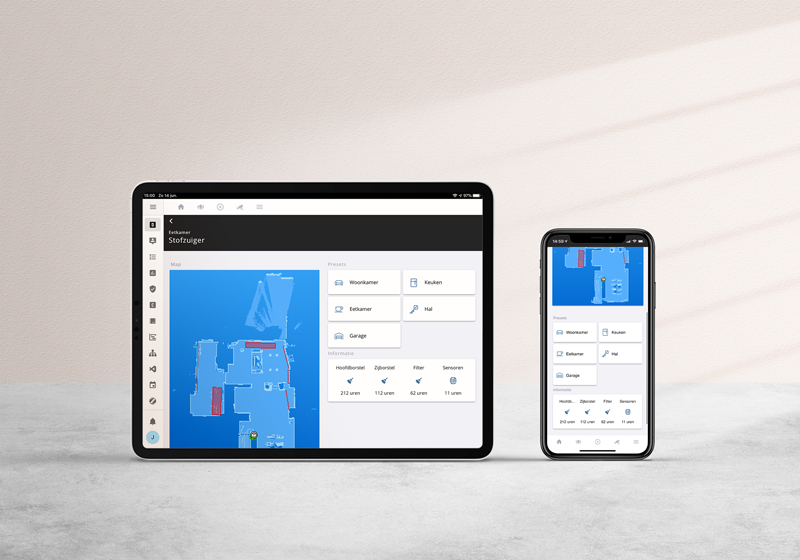 15:00 Zo 14 jun.
97%
Eetkamer
Stofzuiger
Map
Presets
Woonkamer
Keuken
Eetkamer
Hal
Garage
Informatie
Hoofdborstel Zijborstel Filter Sensoren
212 uren 112 uren 62 uren 11 uren
J
14:59
Presets
Woonkamer
Keuken
Eetkamer
Hal
Garage
Informatie
Hoofdb... Zijborstel Filter Sensoren
212 uren 112 uren 62 uren 11 uren